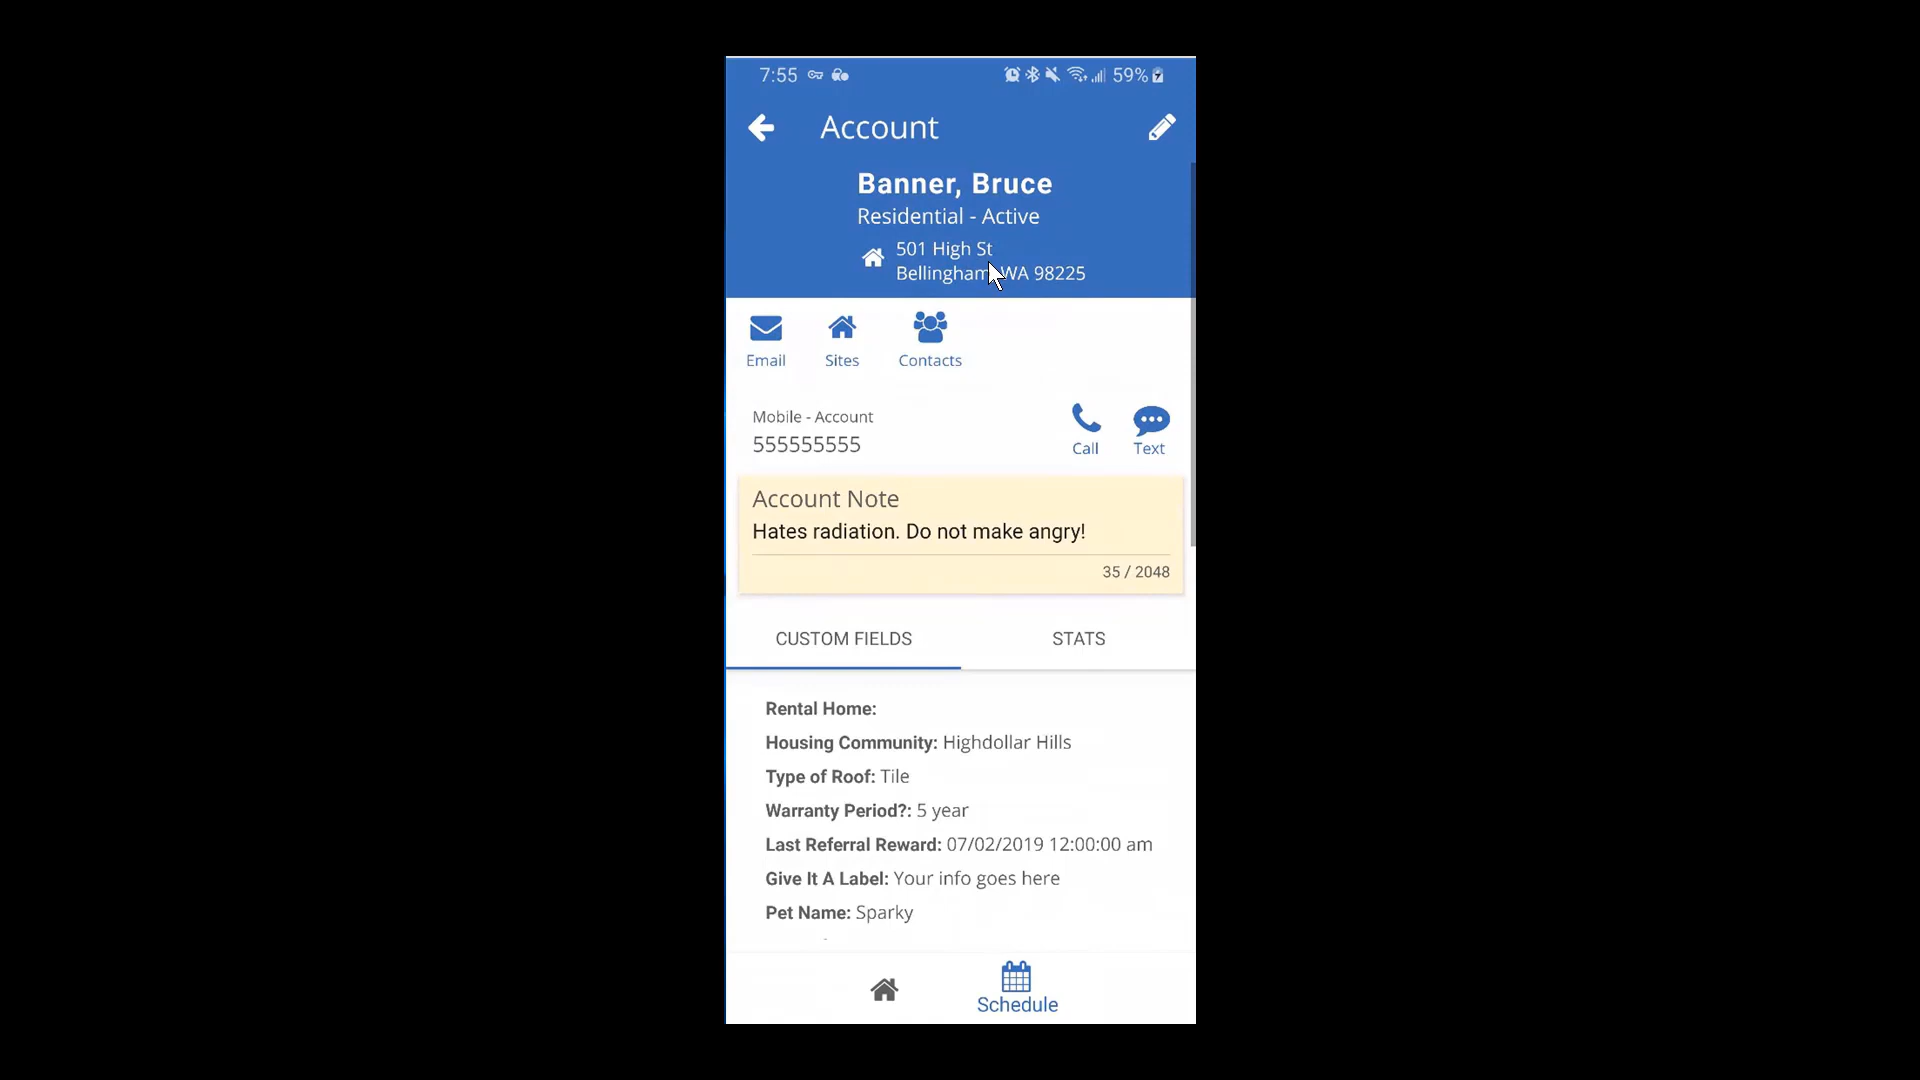 7:55
59%
Account
Banner, Bruce
Residential - Active
501 High St
Bellingham, WA 98225
Email
Sites
Contacts
Mobile - Account
555555555
Call
Text
Account Note
Hates radiation. Do not make angry!
35 / 2048
CUSTOM FIELDS
STATS
Rental Home:
Housing Community: Highdollar Hills
Type of Roof: Tile
Warranty Period?: 5 year
Last Referral Reward: 07/02/2019 12:00:00 am
Give It A Label: Your info goes here
Pet Name: Sparky
Schedule